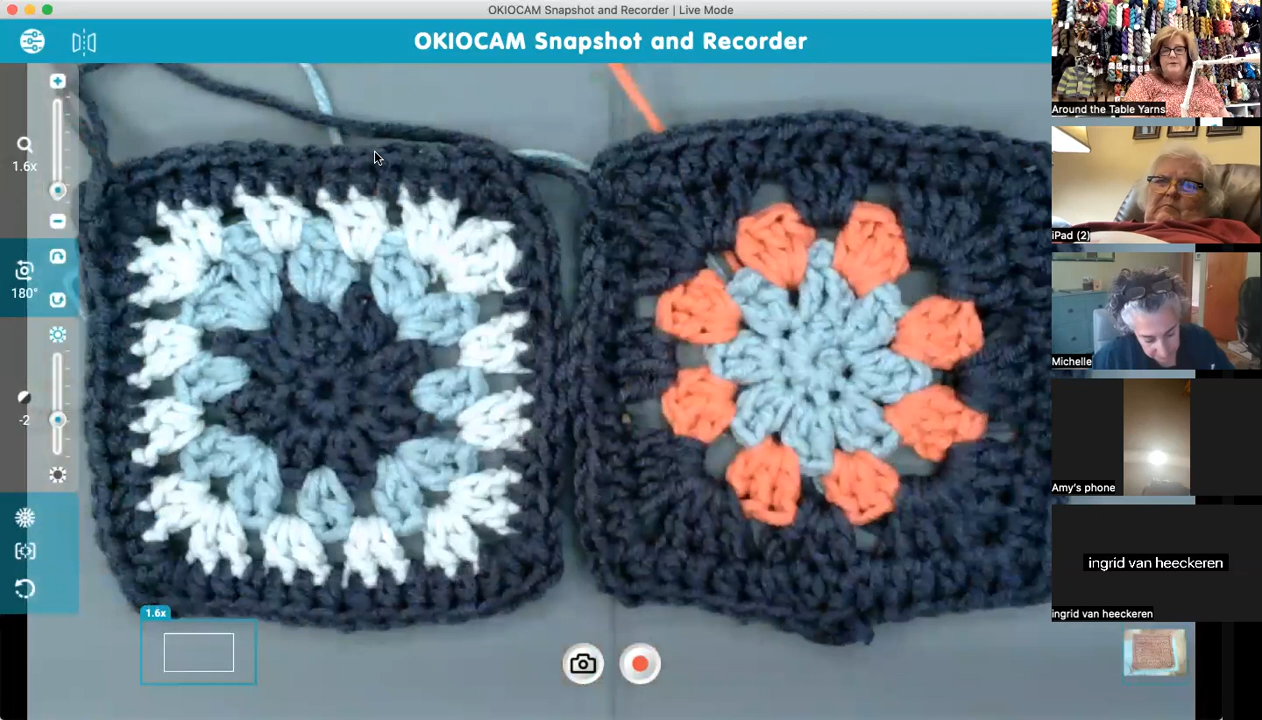 OKIOCAM Snapshot and Recorder | Live Mode
OKIOCAM Snapshot and Recorder
1.6x
180°
-2
1.6x
Around the Table Yarns
iPad (2)
Michelle
Amy's phone
ingrid van heeckeren
ingrid van heeckeren